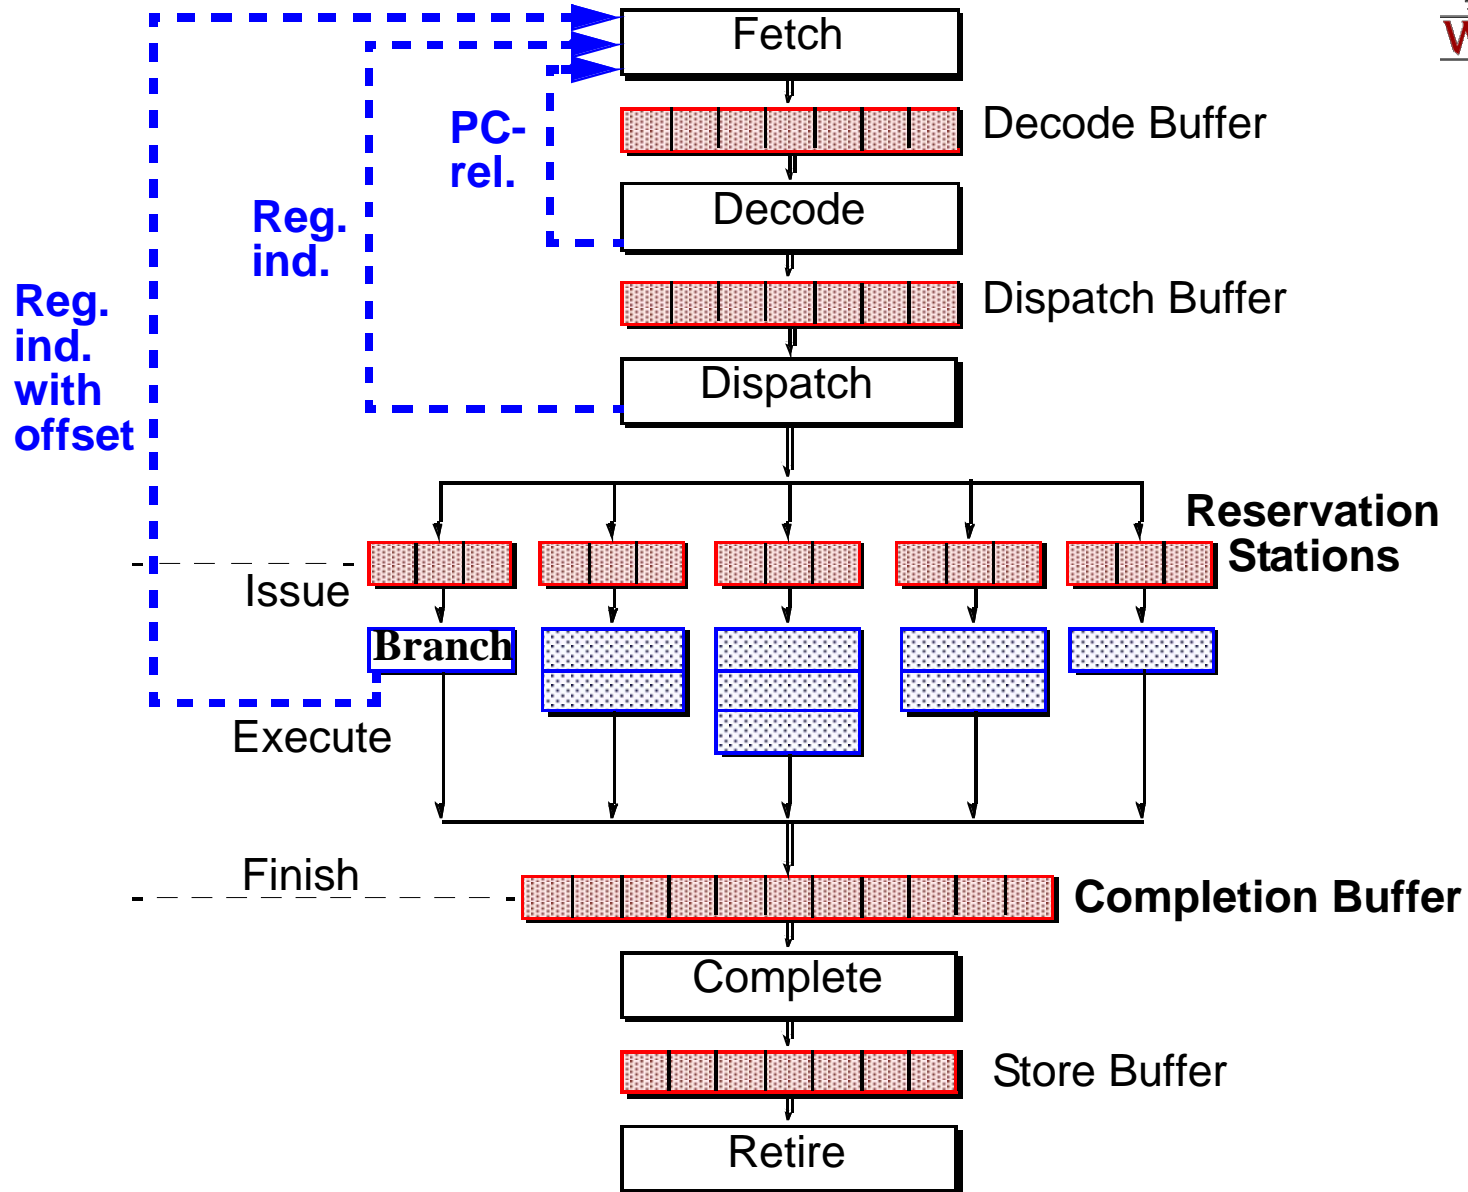 Fetch
PC-
rel.
Decode Buffer
Reg.
ind.
Decode
Reg.
ind.
with
offset
Dispatch Buffer
Dispatch
Reservation
Stations
Issue
Branch
Execute
Finish
Completion Buffer
Complete
Store Buffer
Retire